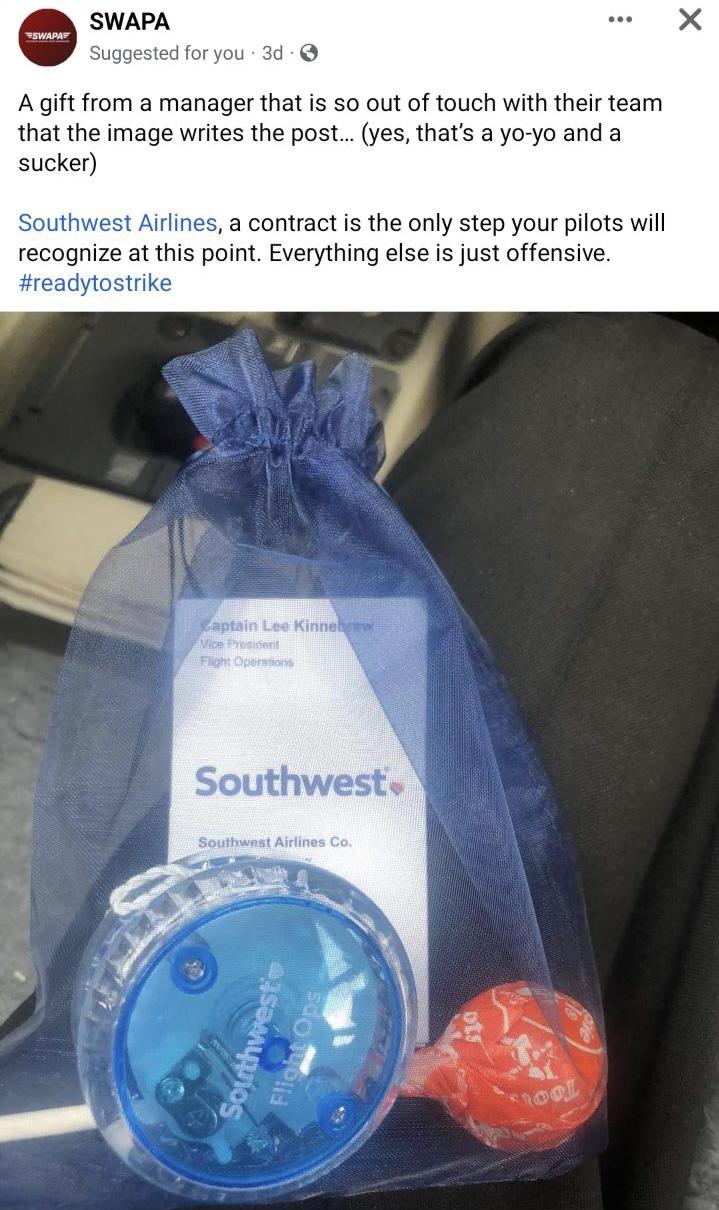 SWAPA
SWAPA
Suggested for you · 3d ·
A gift from a manager that is so out of touch with their team
that the image writes the post... (yes, that's a yo-yo and a
sucker)
Southwest Airlines, a contract is the only step your pilots will
recognize at this point. Everything else is just offensive.
#readytostrike
Captain Lee Kinnebrew
Vice President
Flight Operations
Southwest
Southwest Airlines Co.
Southwest
Flight Ops